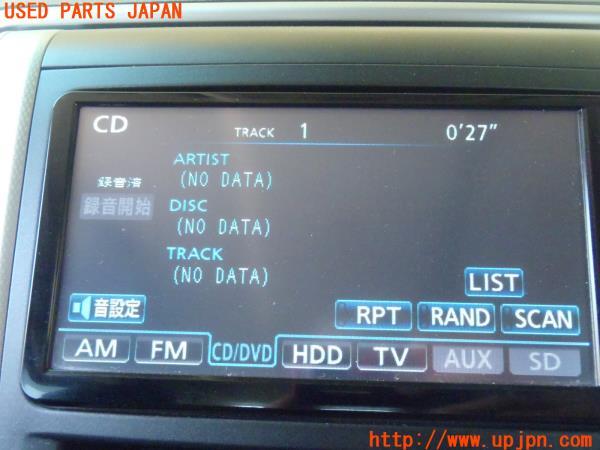 USED PARTS JAPAN
CD TRACK 1 0'27"
ARTIST
録音済 (NO DATA)
録音開始 DISC
(NO DATA)
TRACK
(NO DATA)
LIST
音設定 RPT RAND SCAN
AM FM CD/DVD HDD TV AUX SD
http://www.upjpn.com